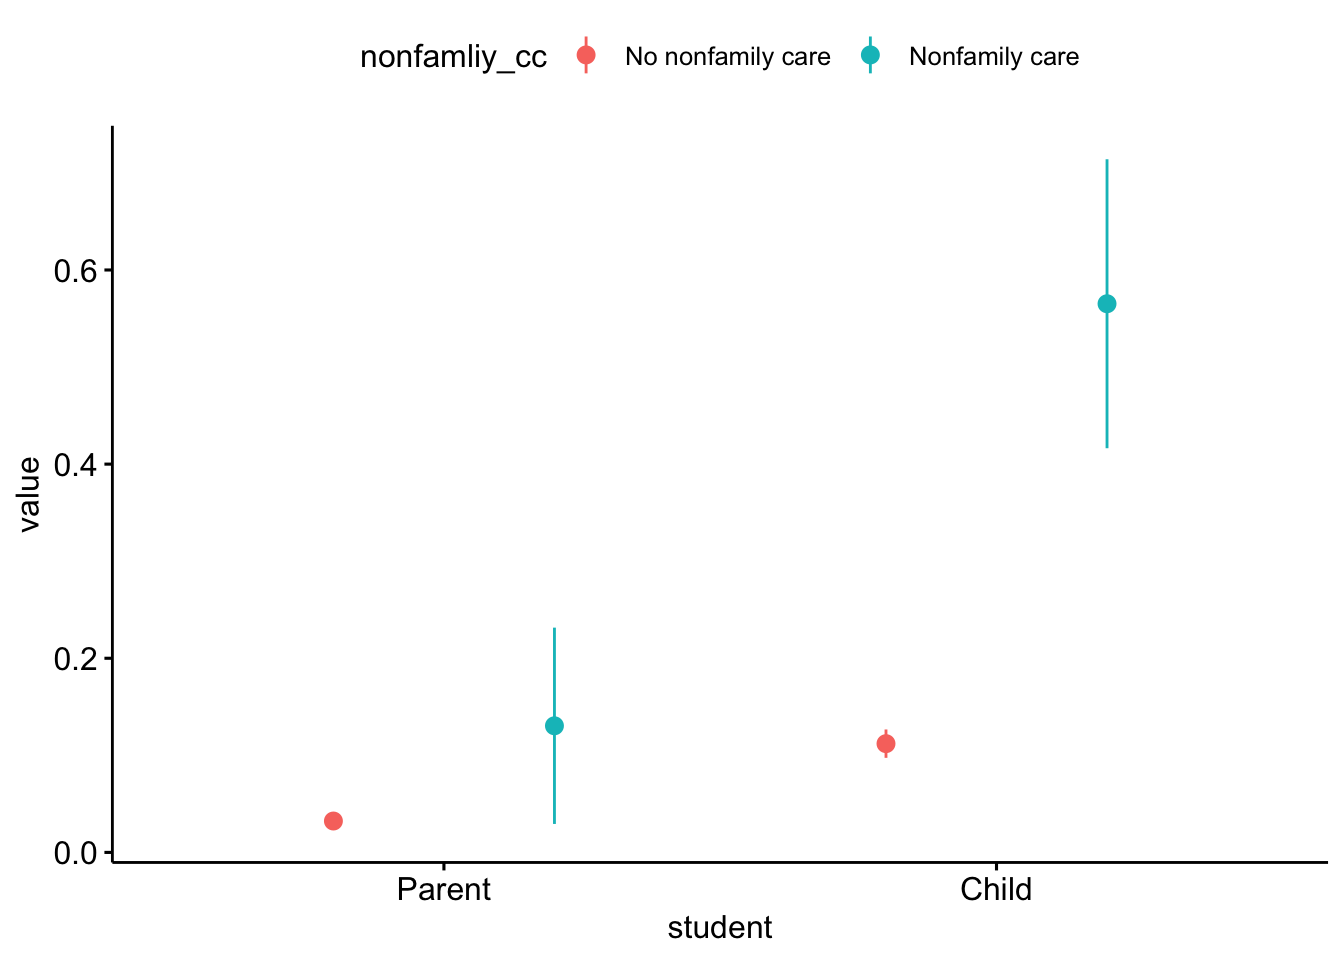 nonfamliy_cc No nonfamily care Nonfamily care
0.6
0.4
0.2
0.0
value
Parent Child
student